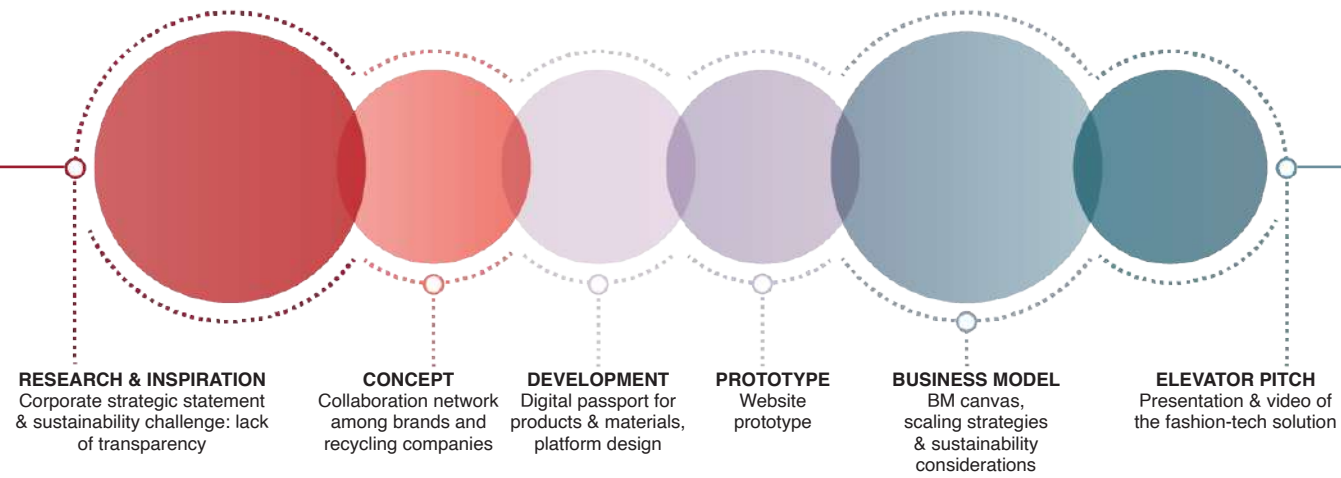 RESEARCH & INSPIRATION
Corporate strategic statement
& sustainability challenge: lack
of transparency
CONCEPT
Collaboration network
among brands and
recycling companies
DEVELOPMENT
Digital passport for
products & materials,
platform design
PROTOTYPE
Website
prototype
BUSINESS MODEL
BM canvas,
scaling strategies
& sustainability
considerations
ELEVATOR PITCH
Presentation & video of
the fashion-tech solution